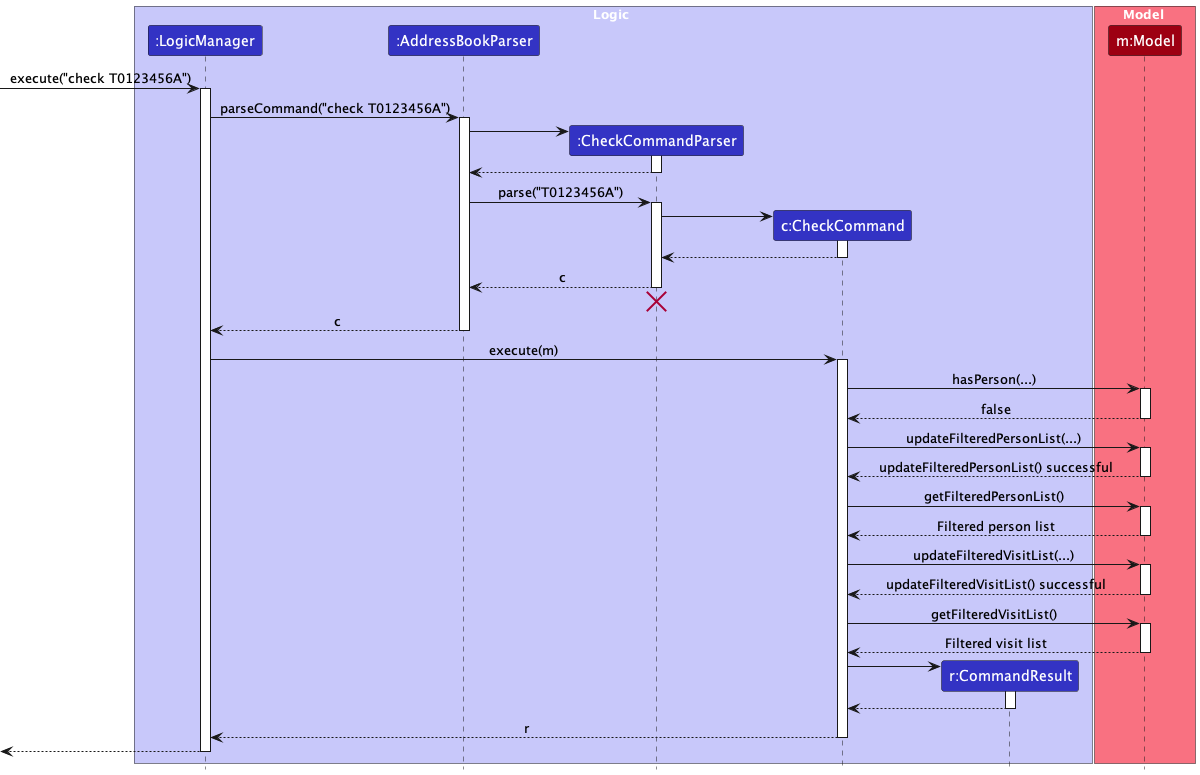 Logic
Model
:LogicManager
:AddressBookParser
m:Model
execute("check T0123456A")
parseCommand("check T0123456A")
:CheckCommandParser
parse("T0123456A")
c:CheckCommand
c
c
execute(m)
hasPerson(...)
false
updateFilteredPersonList(...)
updateFilteredPersonList() successful
getFilteredPersonList()
Filtered person list
updateFilteredVisitList(...)
updateFilteredVisitList() successful
getFilteredVisitList()
Filtered visit list
r:CommandResult
r